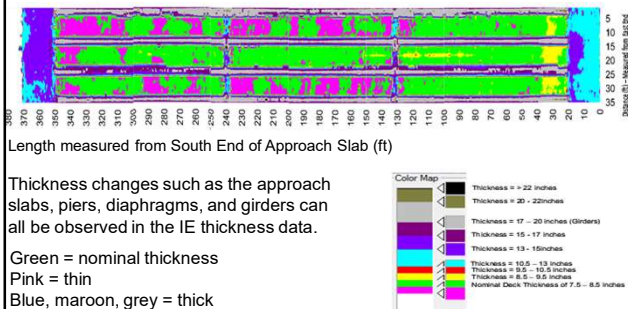 5
10
15
20
25
30
35
Distance (ft) – Measured from East End
380 370 360 350 340 330 320 310 300 290 280 270 260 250 240 230 220 210 200 190 180 170 160 150 140 130 120 110 100 90 80 70 60 50 40 30 20 10 0
Length measured from South End of Approach Slab (ft)
Thickness changes such as the approach
slabs, piers, diaphragms, and girders can
all be observed in the IE thickness data.
Green = nominal thickness
Pink = thin
Blue, maroon, grey = thick
Color Map
Thickness = > 22 inches
Thickness = 20 - 22inches
Thickness = 17 – 20 inches (Girders)
Thickness = 15 - 17 inches
Thickness = 13 - 15inches
Thickness = 10.5 – 13 inches
Thickness = 9.5 – 10.5 inches
Thickness = 8.5 – 9.5 inches
Nominal Deck Thickness of 7.5 – 8.5 inches